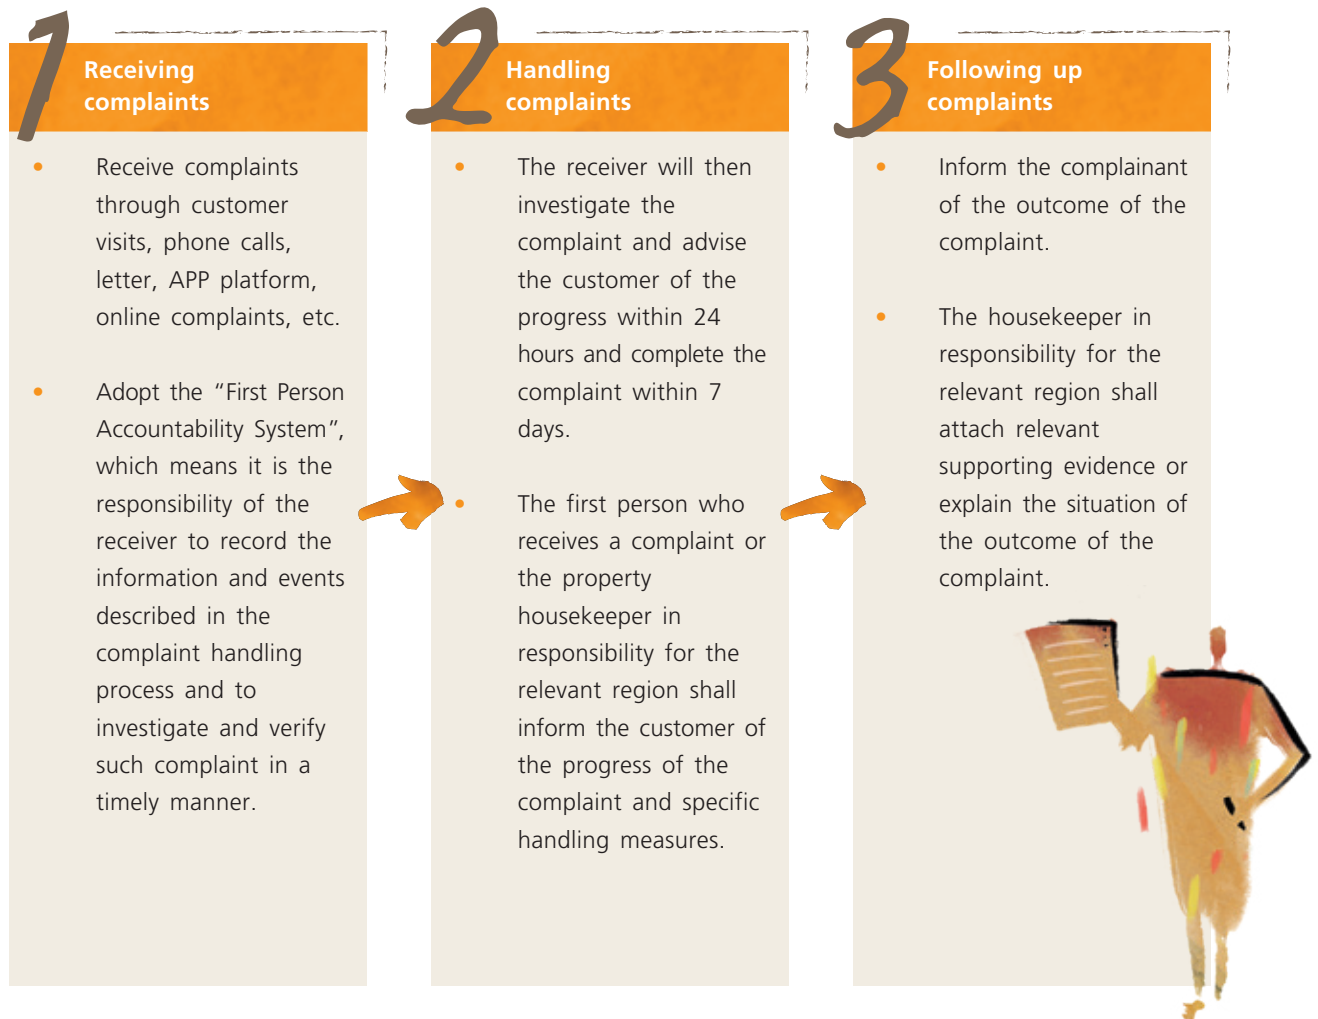 1
Receiving
complaints
• Receive complaints
through customer
visits, phone calls,
letter, APP platform,
online complaints, etc.
• Adopt the “First Person
Accountability System”,
which means it is the
responsibility of the
receiver to record the
information and events
described in the
complaint handling
process and to
investigate and verify
such complaint in a
timely manner.
2
Handling
complaints
• The receiver will then
investigate the
complaint and advise
the customer of the
progress within 24
hours and complete the
complaint within 7
days.
• The first person who
receives a complaint or
the property
housekeeper in
responsibility for the
relevant region shall
inform the customer of
the progress of the
complaint and specific
handling measures.
3
Following up
complaints
• Inform the complainant
of the outcome of the
complaint.
• The housekeeper in
responsibility for the
relevant region shall
attach relevant
supporting evidence or
explain the situation of
the outcome of the
complaint.